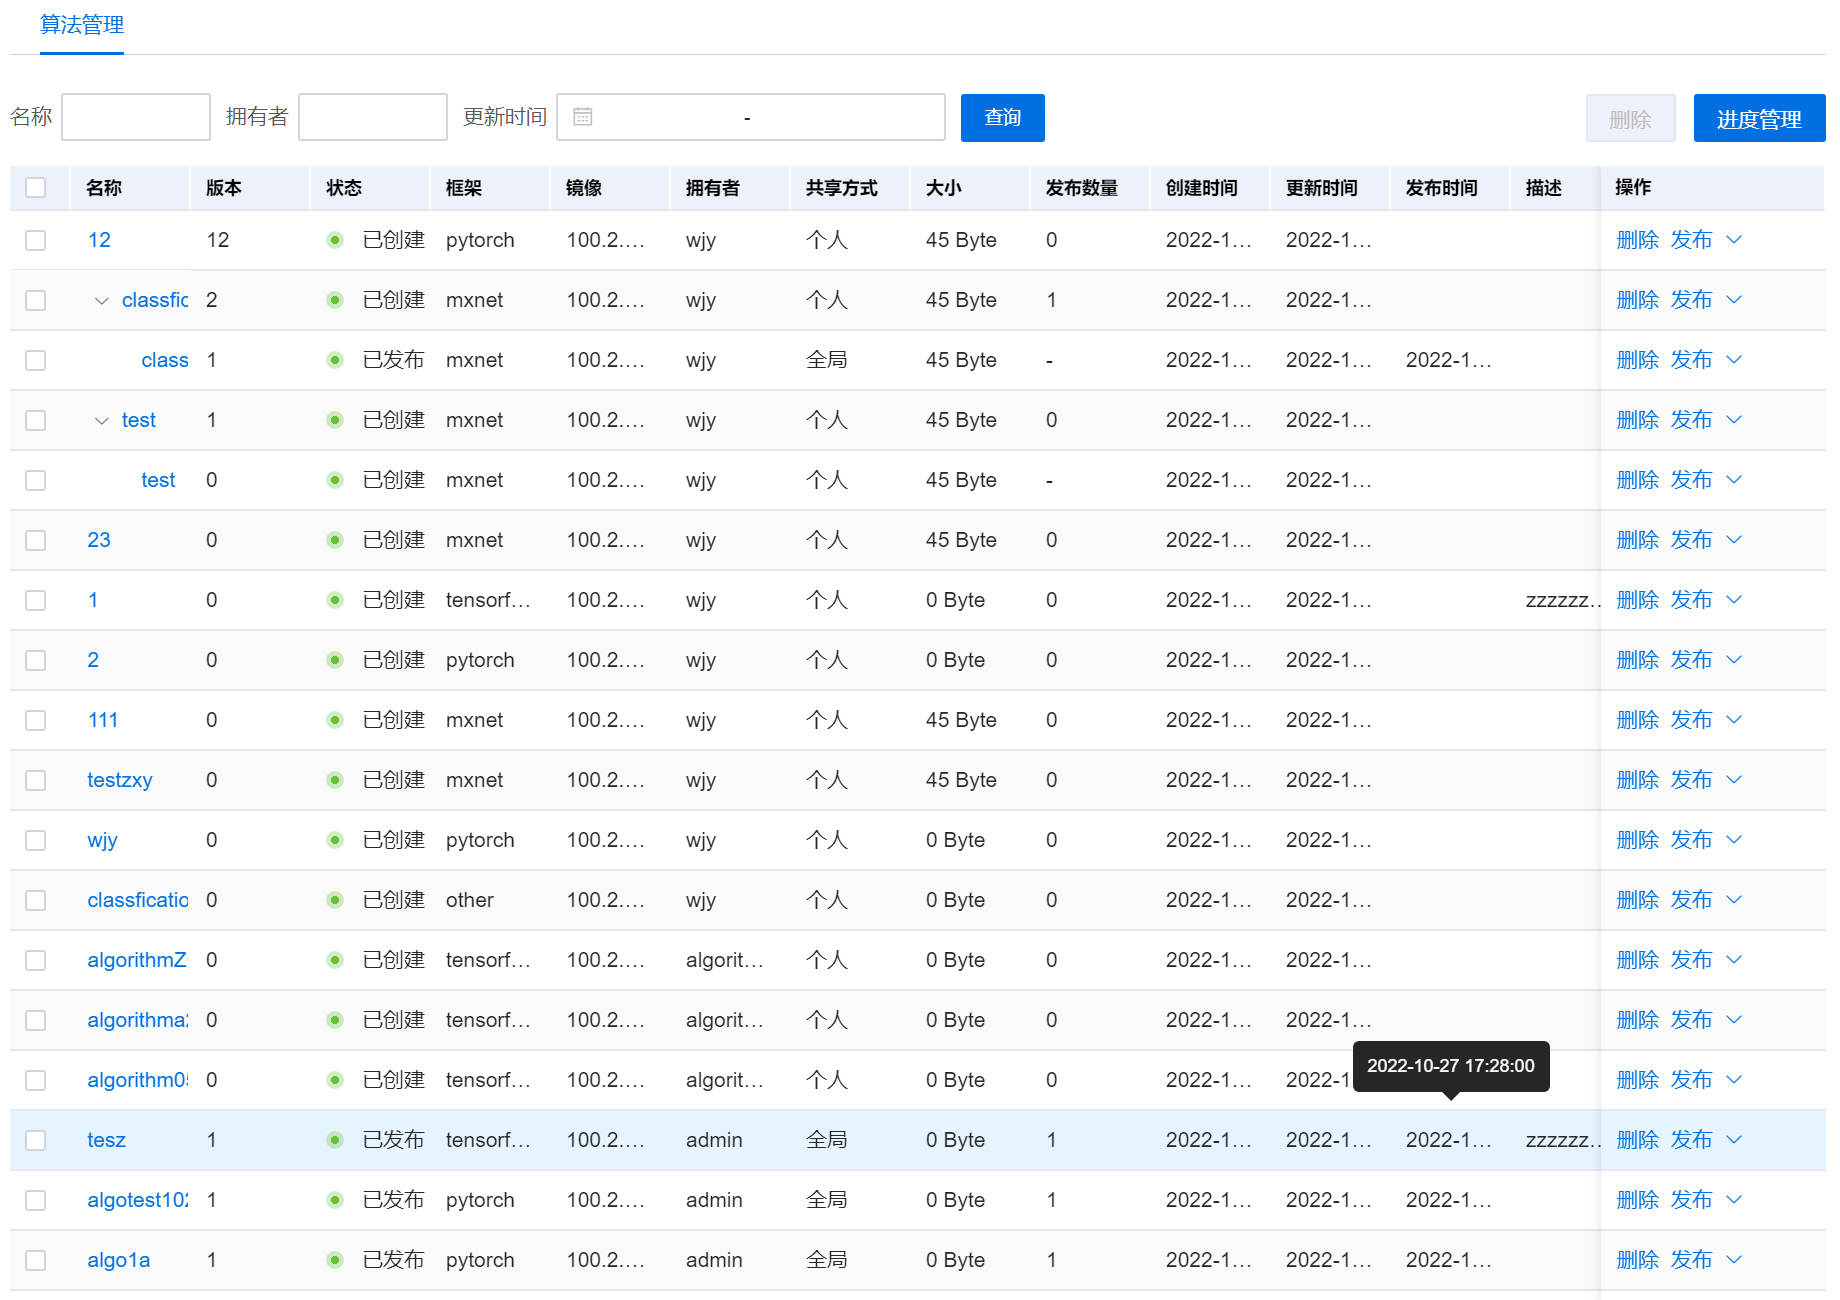 算法管理
名称 拥有者 更新时间 - 查询 删除 进度管理
名称 版本 状态 框架 镜像 拥有者 共享方式 大小 发布数量 创建时间 更新时间 发布时间 描述 操作
12 12 已创建 pytorch 100.2.... wjy 个人 45 Byte 0 2022-1... 2022-1... 删除 发布
classfic 2 已创建 mxnet 100.2.... wjy 个人 45 Byte 1 2022-1... 2022-1... 删除 发布
class 1 已发布 mxnet 100.2.... wjy 全局 45 Byte - 2022-1... 2022-1... 2022-1... 删除 发布
test 1 已创建 mxnet 100.2.... wjy 个人 45 Byte 0 2022-1... 2022-1... 删除 发布
test 0 已创建 mxnet 100.2.... wjy 个人 45 Byte - 2022-1... 2022-1... 删除 发布
23 0 已创建 mxnet 100.2.... wjy 个人 45 Byte 0 2022-1... 2022-1... 删除 发布
1 0 已创建 tensorf... 100.2.... wjy 个人 0 Byte 0 2022-1... 2022-1... zzzzzz.. 删除 发布
2 0 已创建 pytorch 100.2.... wjy 个人 0 Byte 0 2022-1... 2022-1... 删除 发布
111 0 已创建 mxnet 100.2.... wjy 个人 45 Byte 0 2022-1... 2022-1... 删除 发布
testzxy 0 已创建 mxnet 100.2.... wjy 个人 45 Byte 0 2022-1... 2022-1... 删除 发布
wjy 0 已创建 pytorch 100.2.... wjy 个人 0 Byte 0 2022-1... 2022-1... 删除 发布
classficatio 0 已创建 other 100.2.... wjy 个人 0 Byte 0 2022-1... 2022-1... 删除 发布
algorithmZ 0 已创建 tensorf... 100.2.... algorit... 个人 0 Byte 0 2022-1... 2022-1... 删除 发布
algorithma2 0 已创建 tensorf... 100.2.... algorit... 个人 0 Byte 0 2022-1... 2022-1... 删除 发布
2022-10-27 17:28:00
algorithm05 0 已创建 tensorf... 100.2.... algorit... 个人 0 Byte 0 2022-1... 2022-1 删除 发布
tesz 1 已发布 tensorf... 100.2.... admin 全局 0 Byte 1 2022-1... 2022-1... 2022-1... zzzzzz.. 删除 发布
algotest102 1 已发布 pytorch 100.2.... admin 全局 0 Byte 1 2022-1... 2022-1... 2022-1... 删除 发布
algo1a 1 已发布 pytorch 100.2.... admin 全局 0 Byte 1 2022-1... 2022-1... 2022-1... 删除 发布